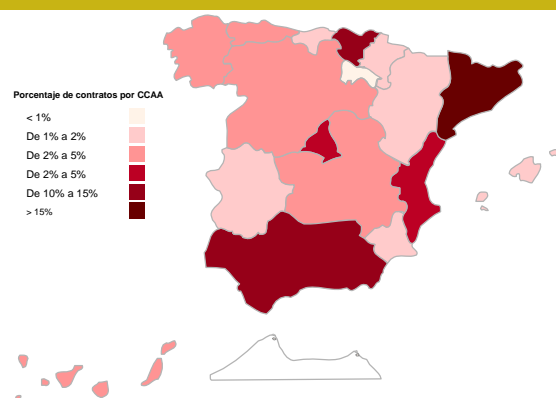 Porcentaje de contratos por CCAA
< 1%
De 1% a 2%
De 2% a 5%
De 2% a 5%
De 10% a 15%
> 15%